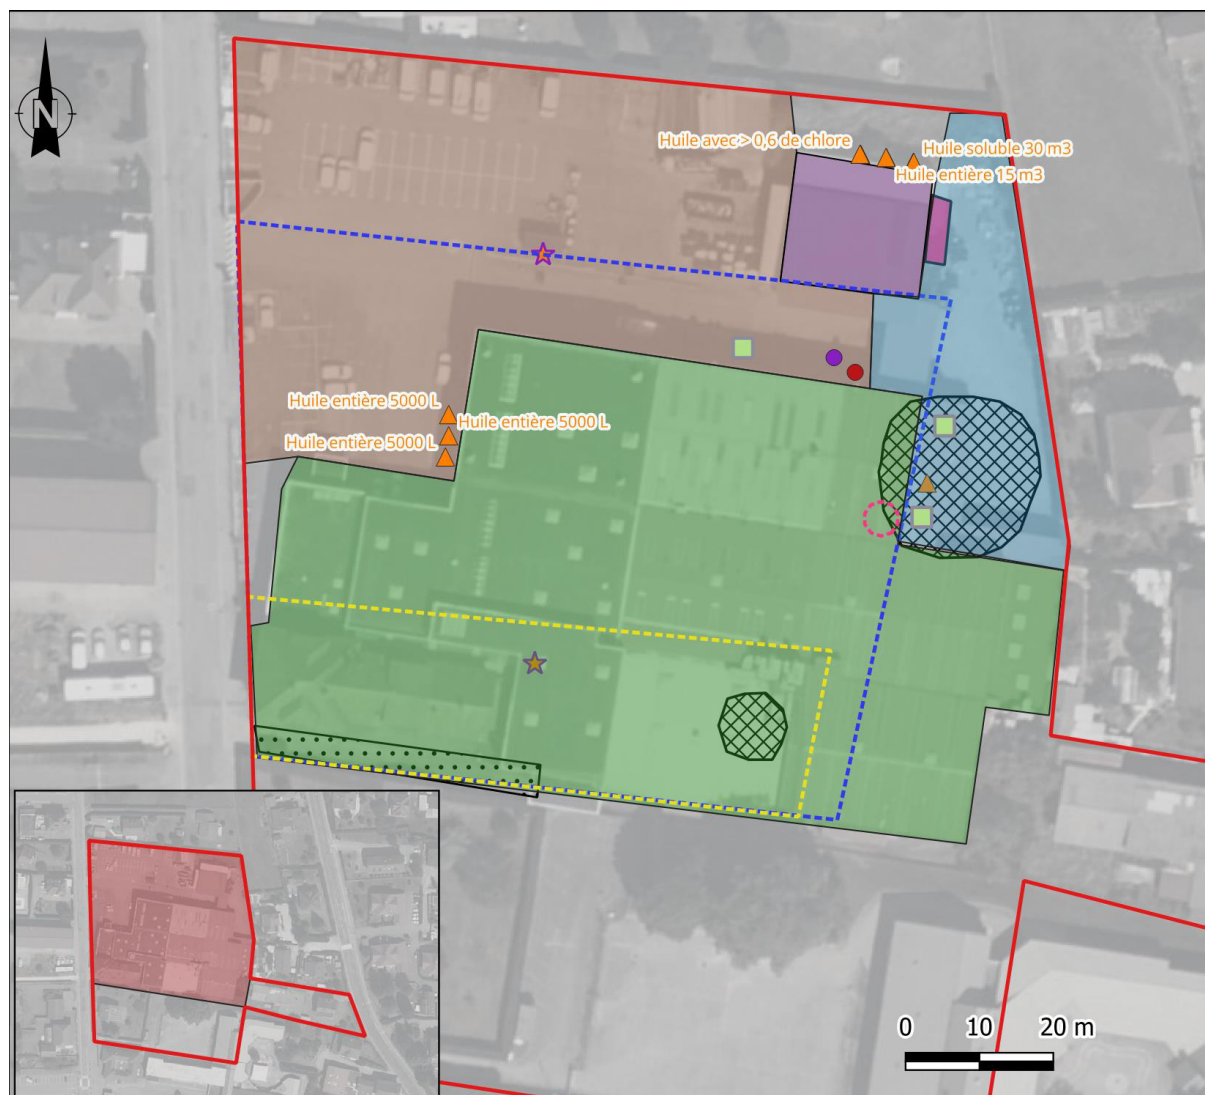 N
Huile avec > 0,6 de chlore
Huile soluble 30 m3
Huile entière 15 m3
Huile entière 5000 L
Huile entière 5000 L
Huile entière 5000 L
0 10 20 m